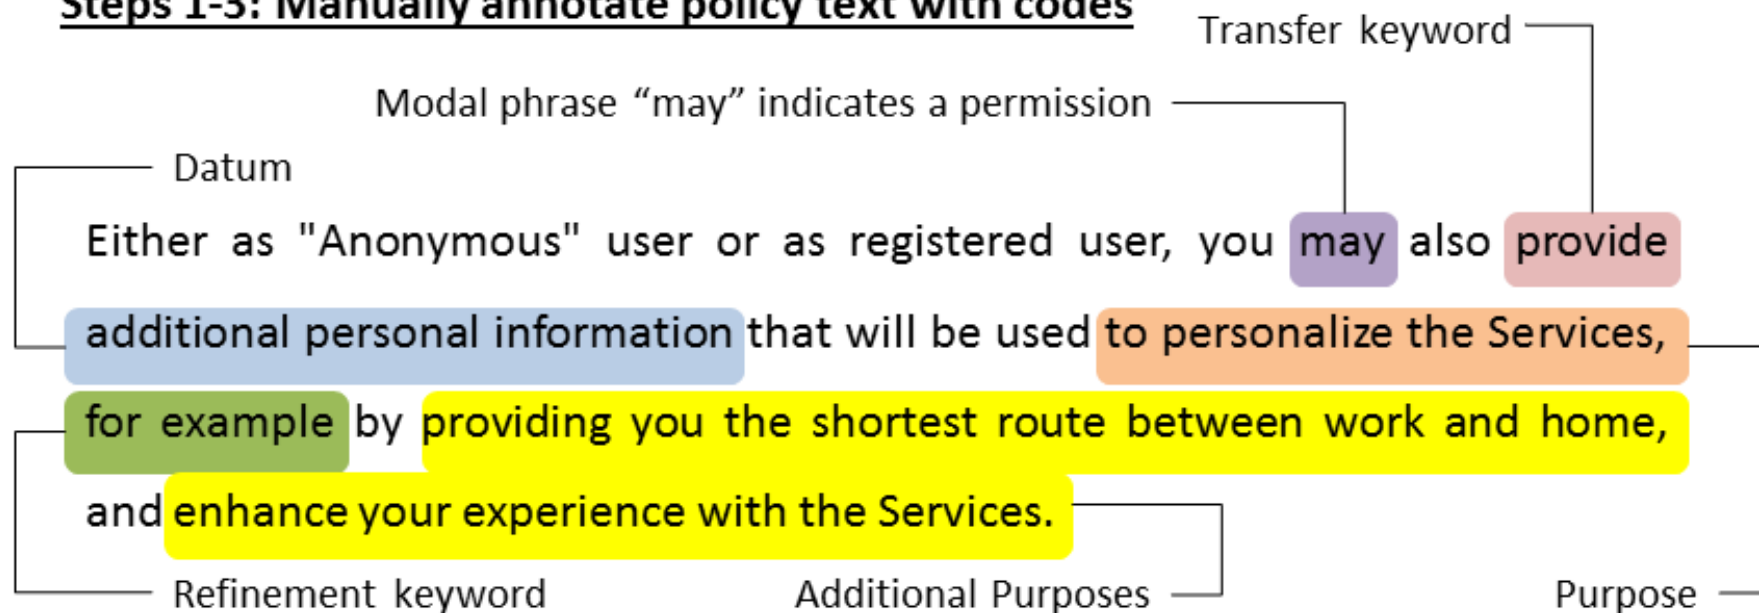 Steps 1-3: Manually annotate policy text with codes
Transfer keyword
Modal phrase “may” indicates a permission
Datum
Either as "Anonymous" user or as registered user, you may also provide
additional personal information that will be used to personalize the Services,
for example by providing you the shortest route between work and home,
and enhance your experience with the Services.
Refinement keyword Additional Purposes Purpose